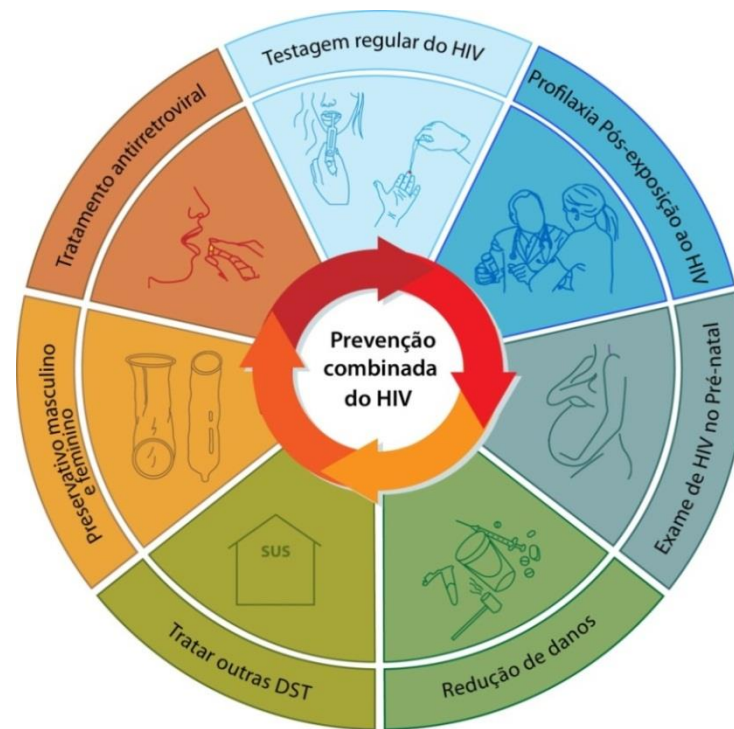 Testagem regular do HIV
Profilaxia Pós-exposição ao HIV
Exame de HIV no Pré-natal
Redução de danos
Tratar outras DST
SUS
Preservativo masculino
e feminino
Tratamento antirretroviral
Prevenção
combinada
do HIV